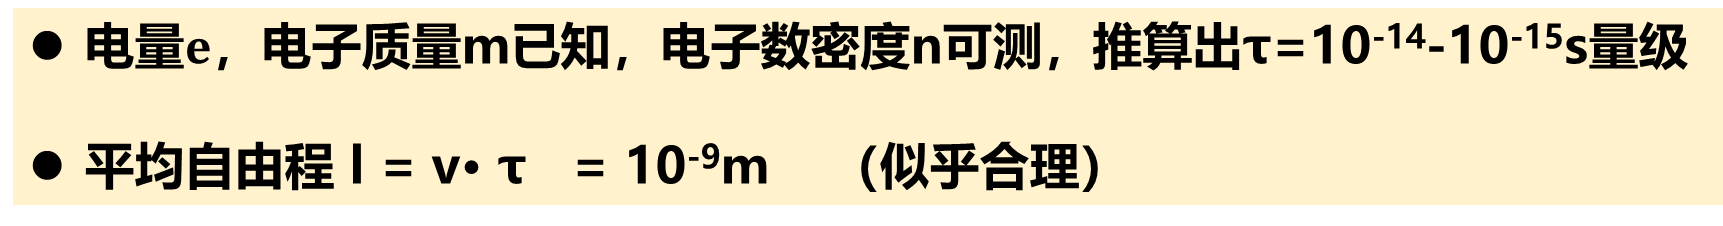 ● 电量e，电子质量m已知，电子数密度n可测，推算出τ=10⁻¹⁴-10⁻¹⁵s量级
● 平均自由程 l = v• τ = 10⁻⁹m （似乎合理）